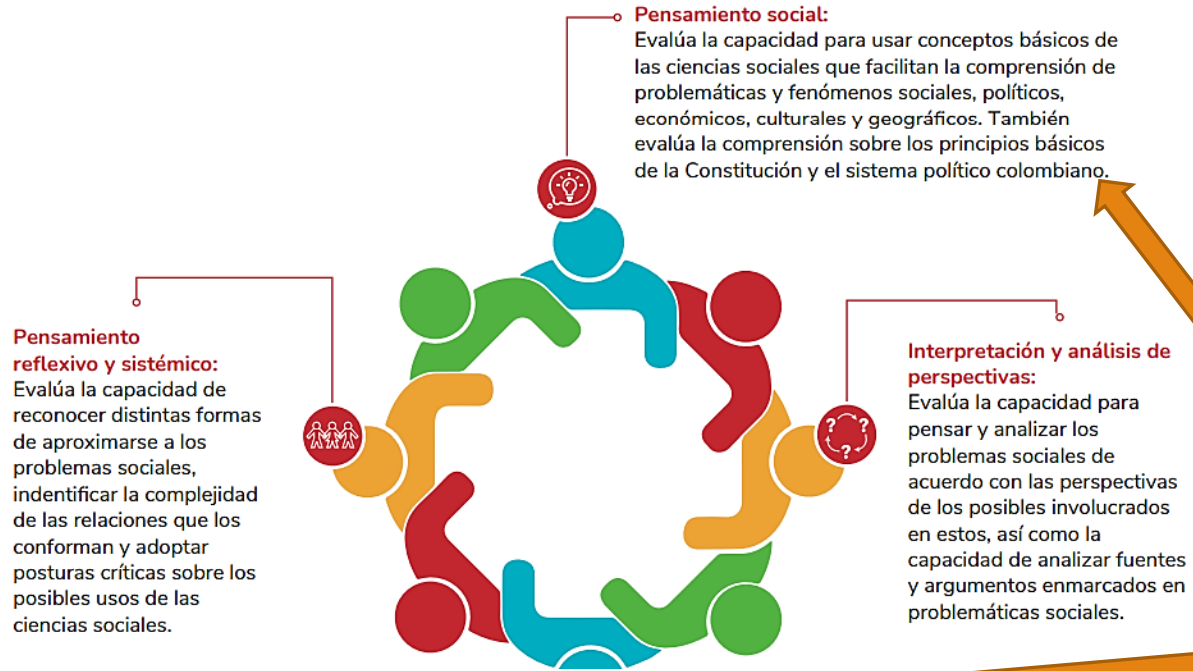 Pensamiento social:
Evalúa la capacidad para usar conceptos básicos de
las ciencias sociales que facilitan la comprensión de
problemáticas y fenómenos sociales, políticos,
económicos, culturales y geográficos. También
evalúa la comprensión sobre los principios básicos
de la Constitución y el sistema político colombiano.
Pensamiento
reflexivo y sistémico:
Evalúa la capacidad de
reconocer distintas formas
de aproximarse a los
problemas sociales,
indentificar la complejidad
de las relaciones que los
conforman y adoptar
posturas críticas sobre los
posibles usos de las
ciencias sociales.
Interpretación y análisis de
perspectivas:
Evalúa la capacidad para
pensar y analizar los
problemas sociales de
acuerdo con las perspectivas
de los posibles involucrados
en estos, así como la
capacidad de analizar fuentes
y argumentos enmarcados en
problemáticas sociales.
? ?
?